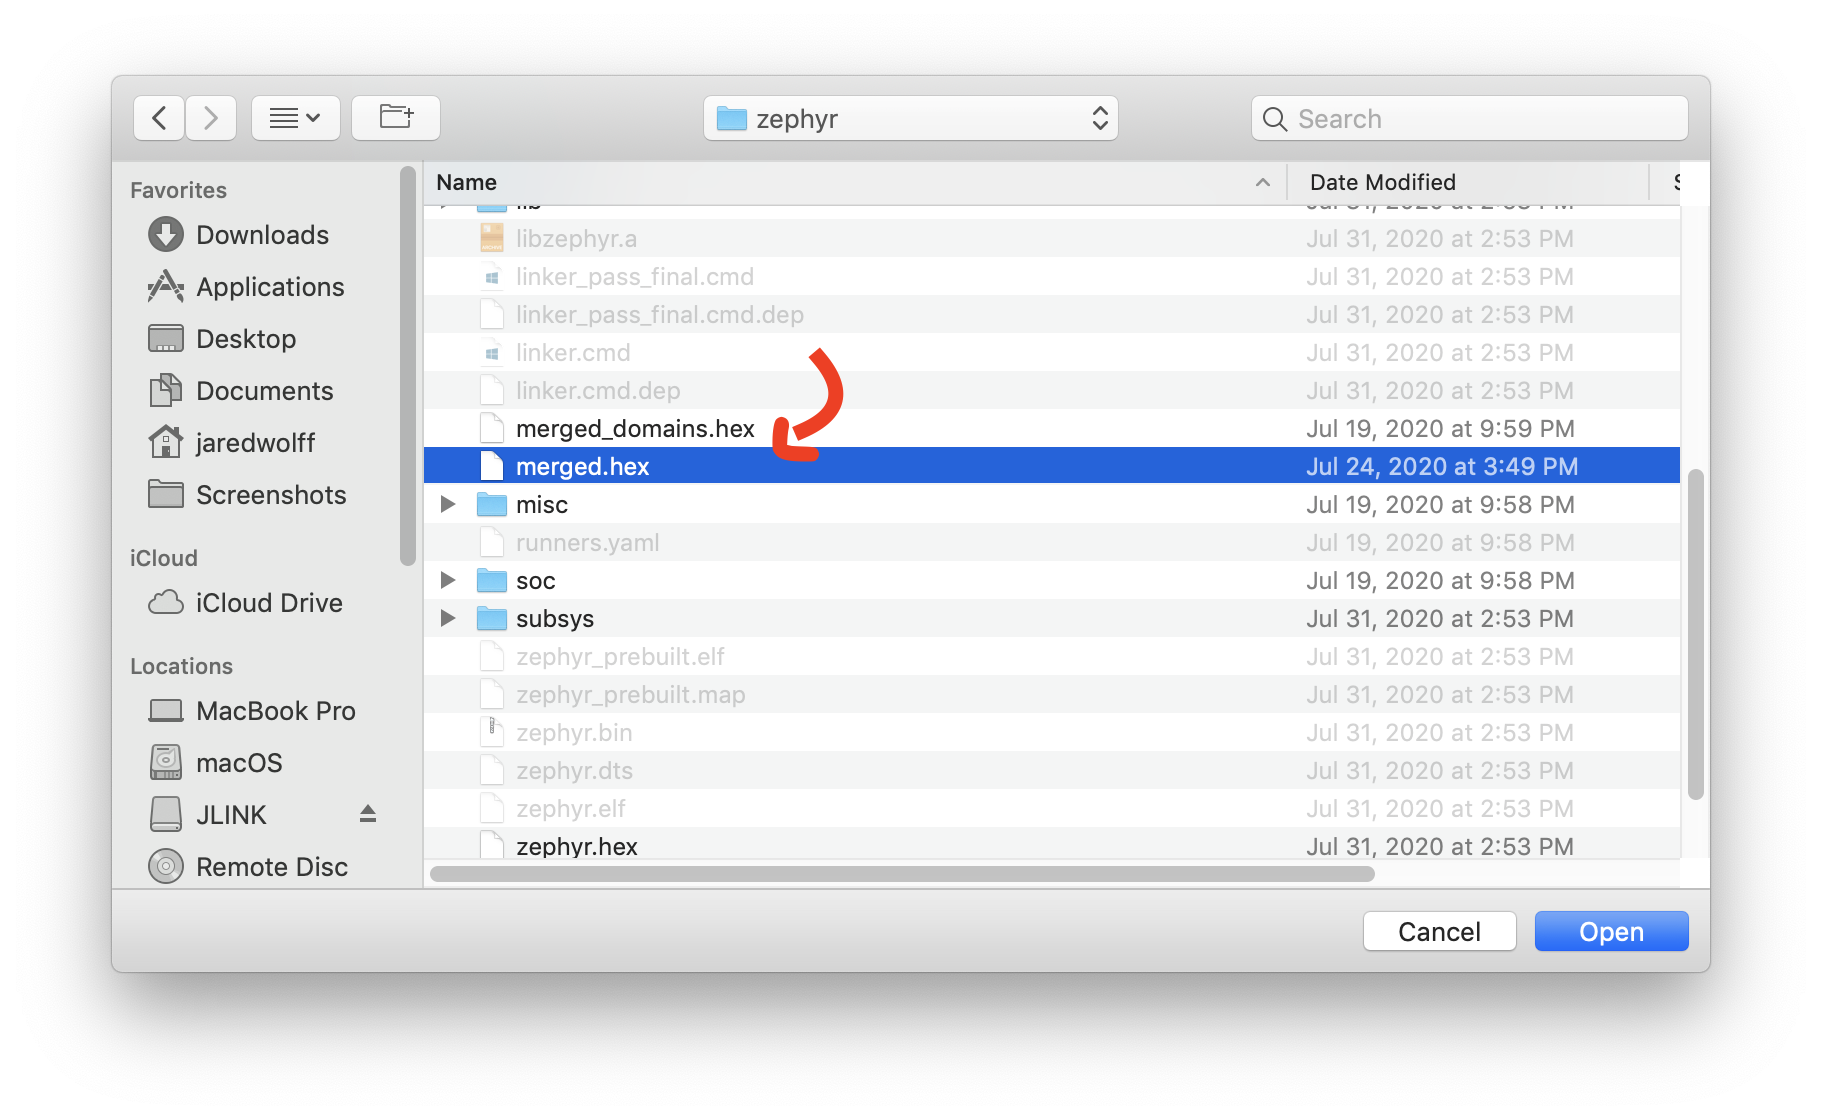 zephyr
Search
Favorites
Downloads
Applications
Desktop
Documents
jaredwolff
Screenshots
iCloud
iCloud Drive
Locations
MacBook Pro
macOS
JLINK
Remote Disc
Name Date Modified
lib Jul 31, 2020 at 2:53 PM
libzephyr.a Jul 31, 2020 at 2:53 PM
linker_pass_final.cmd Jul 31, 2020 at 2:53 PM
linker_pass_final.cmd.dep Jul 31, 2020 at 2:53 PM
linker.cmd Jul 31, 2020 at 2:53 PM
linker.cmd.dep Jul 31, 2020 at 2:53 PM
merged_domains.hex Jul 19, 2020 at 9:59 PM
merged.hex Jul 24, 2020 at 3:49 PM
misc Jul 19, 2020 at 9:58 PM
runners.yaml Jul 19, 2020 at 9:58 PM
soc Jul 19, 2020 at 9:58 PM
subsys Jul 31, 2020 at 2:53 PM
zephyr_prebuilt.elf Jul 31, 2020 at 2:53 PM
zephyr_prebuilt.map Jul 31, 2020 at 2:53 PM
zephyr.bin Jul 31, 2020 at 2:53 PM
zephyr.dts Jul 31, 2020 at 2:53 PM
zephyr.elf Jul 31, 2020 at 2:53 PM
zephyr.hex Jul 31, 2020 at 2:53 PM
Cancel Open